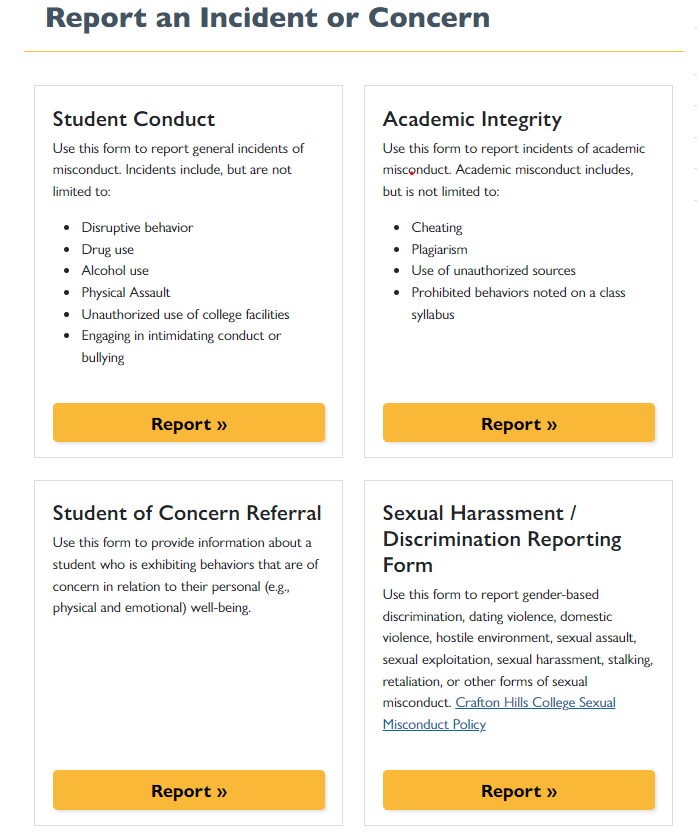 Report an Incident or Concern
Student Conduct
Use this form to report general incidents of
misconduct. Incidents include, but are not
limited to:
Disruptive behavior
Drug use
Alcohol use
Physical Assault
Unauthorized use of college facilities
Engaging in intimidating conduct or
bullying
Report »
Academic Integrity
Use this form to report incidents of academic
misconduct. Academic misconduct includes,
but is not limited to:
Cheating
Plagiarism
Use of unauthorized sources
Prohibited behaviors noted on a class
syllabus
Report »
Student of Concern Referral
Use this form to provide information about a
student who is exhibiting behaviors that are of
concern in relation to their personal (e.g.,
physical and emotional) well-being.
Report »
Sexual Harassment /
Discrimination Reporting
Form
Use this form to report gender-based
discrimination, dating violence, domestic
violence, hostile environment, sexual assault,
sexual exploitation, sexual harassment, stalking,
retaliation, or other forms of sexual
misconduct. Crafton Hills College Sexual
Misconduct Policy
Report »